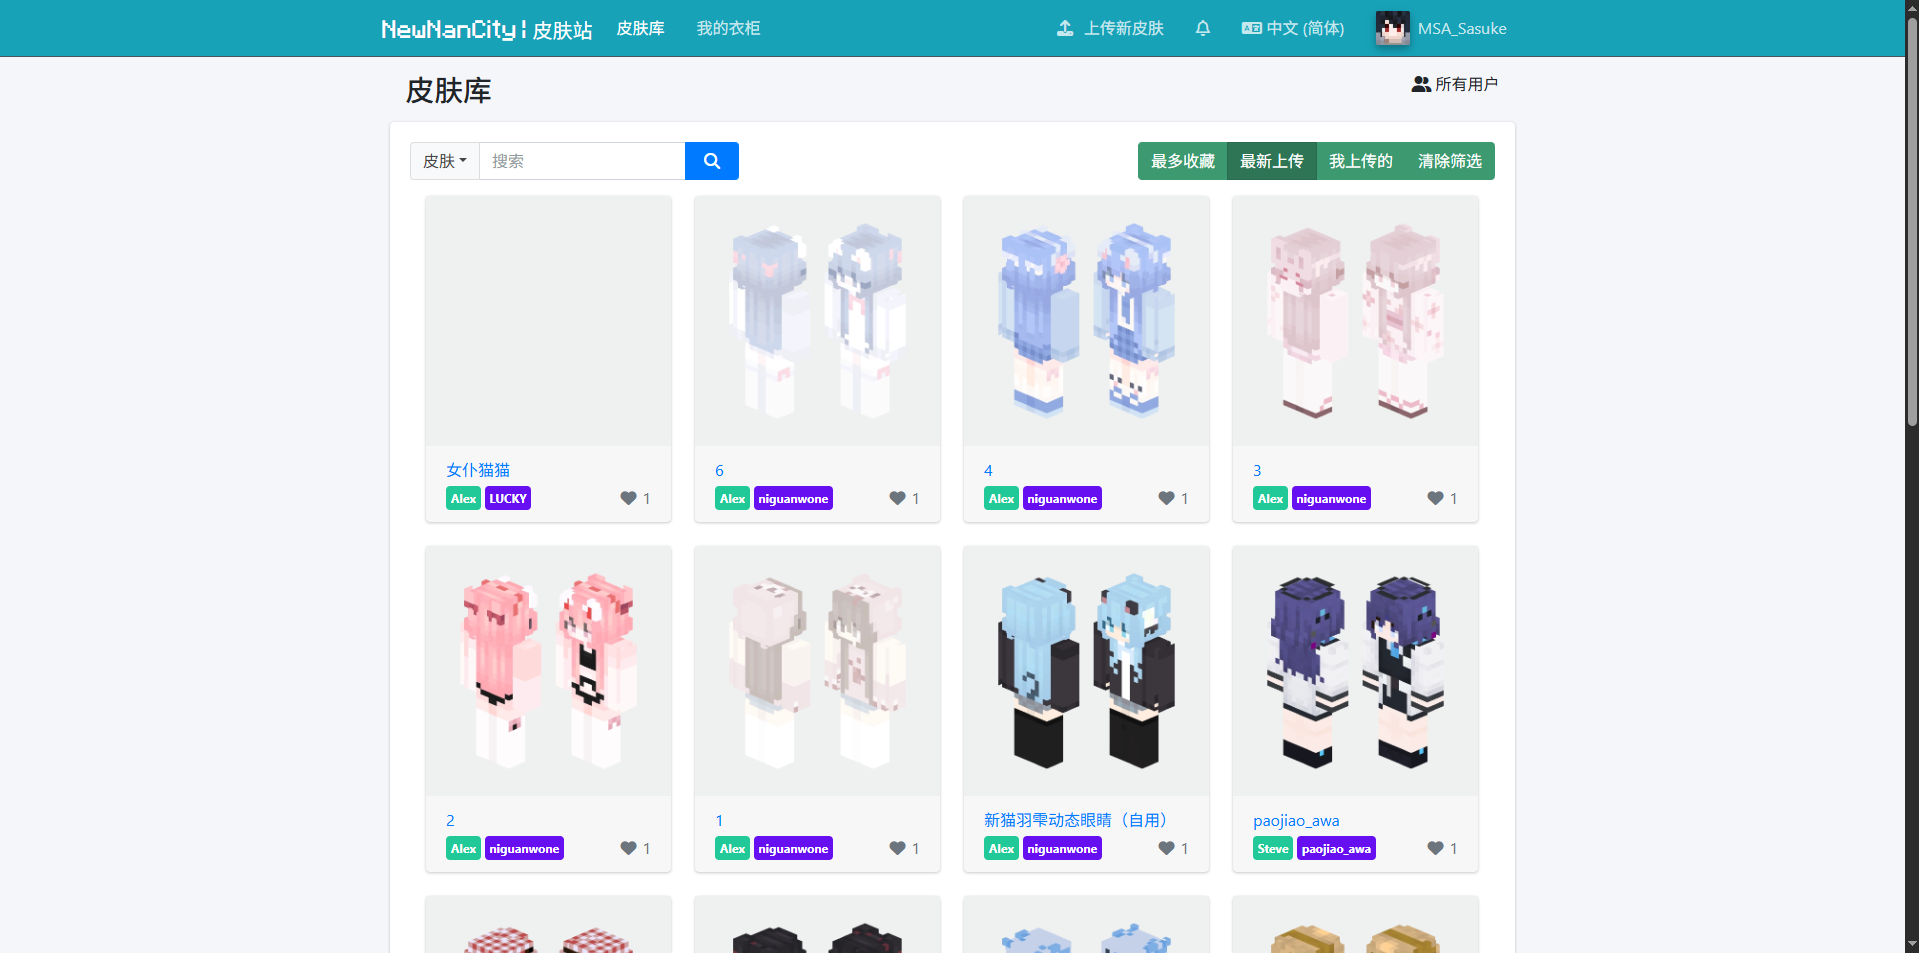 NewNanCity | 皮肤站 皮肤库 我的衣柜 上传新皮肤 中文 (简体) MSA_Sasuke
皮肤库
所有用户
皮肤 搜索
最多收藏 最新上传 我上传的 清除筛选
女仆猫猫
Alex LUCKY 1
6
Alex niguanwone 1
4
Alex niguanwone 1
3
Alex niguanwone 1
2
Alex niguanwone 1
1
Alex niguanwone 1
新猫羽雫动态眼睛（自用）
Alex niguanwone 1
paojiao_awa
Steve paojiao_awa 1